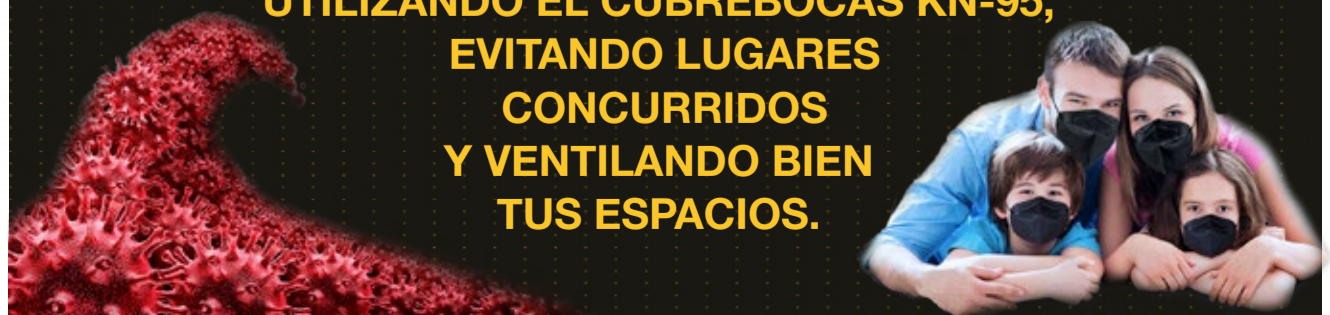 UTILIZANDO EL CUBREBOCAS KN-95,
EVITANDO LUGARES
CONCURRIDOS
Y VENTILANDO BIEN
TUS ESPACIOS.